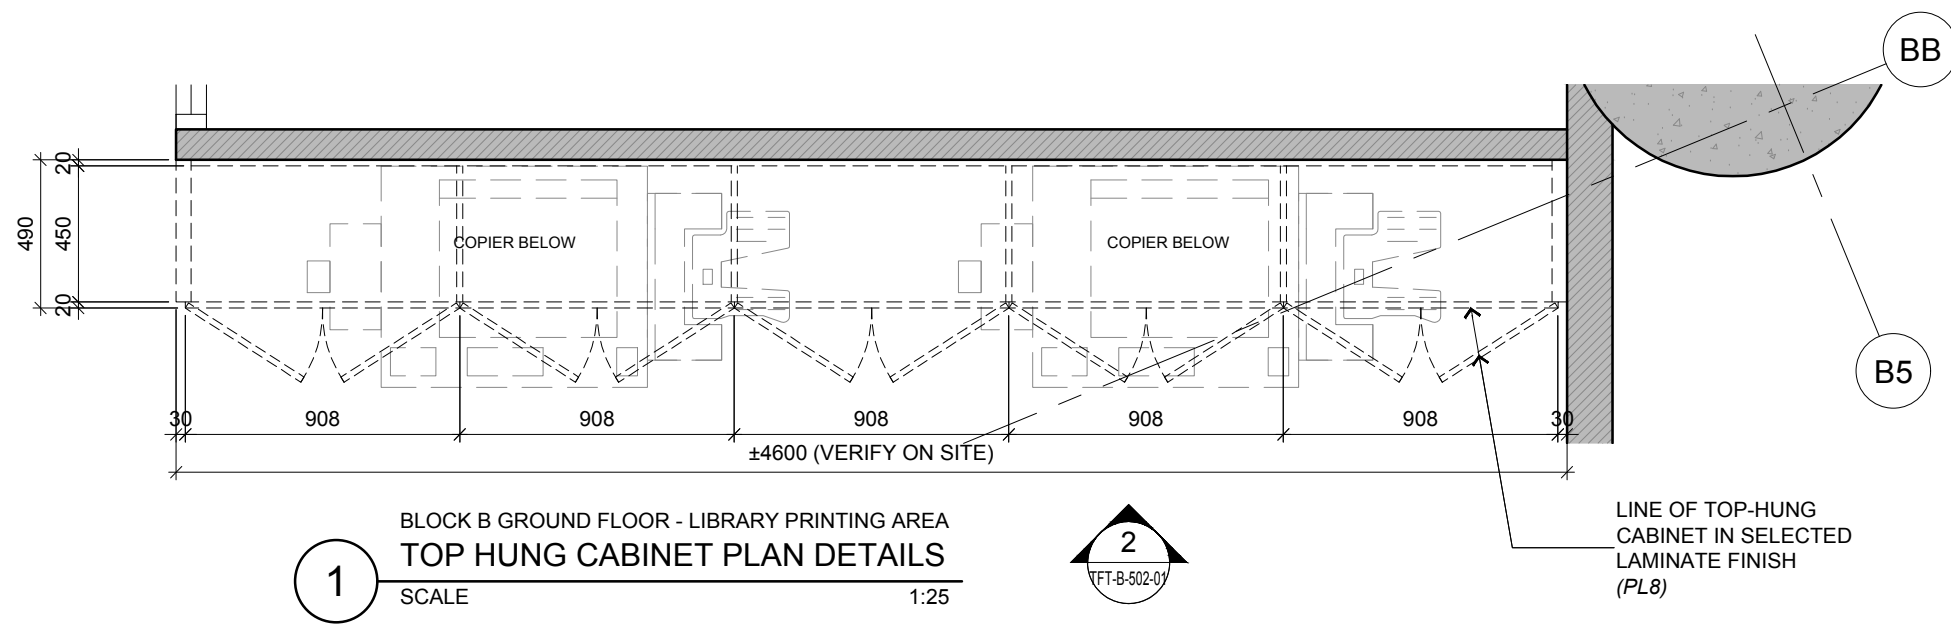 BB
20
490
450
20
COPIER BELOW
COPIER BELOW
B5
30
908
908
908
908
908
30
±4600 (VERIFY ON SITE)
BLOCK B GROUND FLOOR - LIBRARY PRINTING AREA
1
TOP HUNG CABINET PLAN DETAILS
SCALE 1:25
2
TFT-B-502-01
LINE OF TOP-HUNG
CABINET IN SELECTED
LAMINATE FINISH
(PL8)